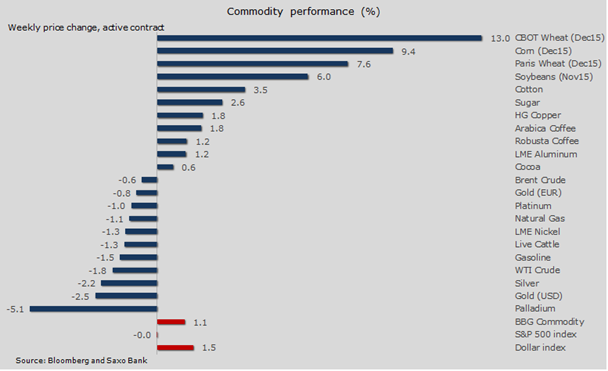 Commodity performance (%)
Weekly price change, active contract
13.0 CBOT Wheat (Dec15)
9.4 Corn (Dec15)
7.6 Paris Wheat (Dec15)
6.0 Soybeans (Nov15)
3.5 Cotton
2.6 Sugar
1.8 HG Copper
1.8 Arabica Coffee
1.2 Robusta Coffee
1.2 LME Aluminum
0.6 Cocoa
-0.6 Brent Crude
-0.8 Gold (EUR)
-1.0 Platinum
-1.1 Natural Gas
-1.3 LME Nickel
-1.3 Live Cattle
-1.5 Gasoline
-1.8 WTI Crude
-2.2 Silver
-2.5 Gold (USD)
-5.1 Palladium
1.1 BBG Commodity
-0.0 S&P 500 index
1.5 Dollar index
Source: Bloomberg and Saxo Bank